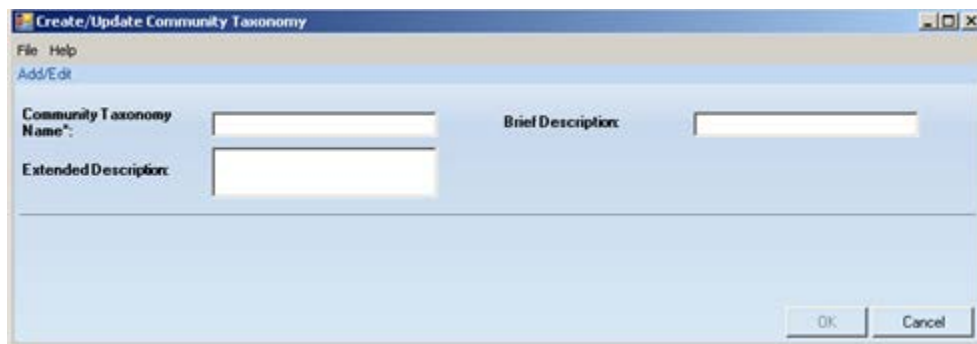 Create/Update Community Taxonomy
File Help
Add/Edit
Community Taxonomy
Name*:
Brief Description:
Extended Description:
OK
Cancel